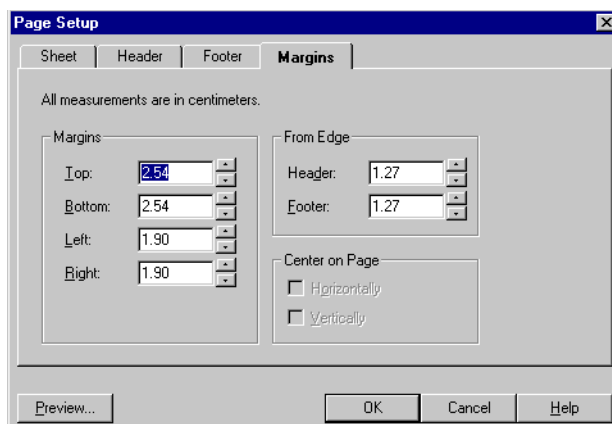 Page Setup
Sheet Header Footer Margins
All measurements are in centimeters.
Margins
Top: 2.54
Bottom: 2.54
Left: 1.90
Right: 1.90
From Edge
Header: 1.27
Footer: 1.27
Center on Page
Horizontally
Vertically
Preview... OK Cancel Help